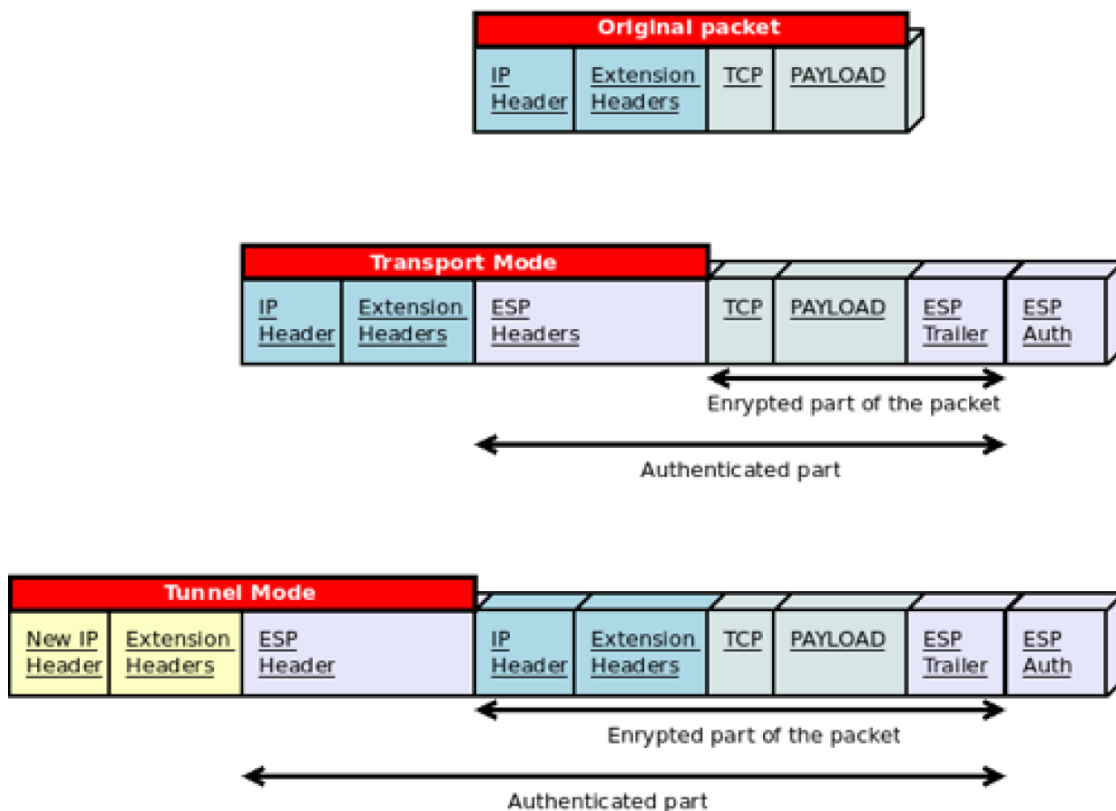 Original packet
IP Header
Extension Headers
TCP
PAYLOAD
Transport Mode
IP Header
Extension Headers
ESP Headers
TCP
PAYLOAD
ESP Trailer
ESP Auth
Enrypted part of the packet
Authenticated part
Tunnel Mode
New IP Header
Extension Headers
ESP Header
IP Header
Extension Headers
TCP
PAYLOAD
ESP Trailer
ESP Auth
Enrypted part of the packet
Authenticated part